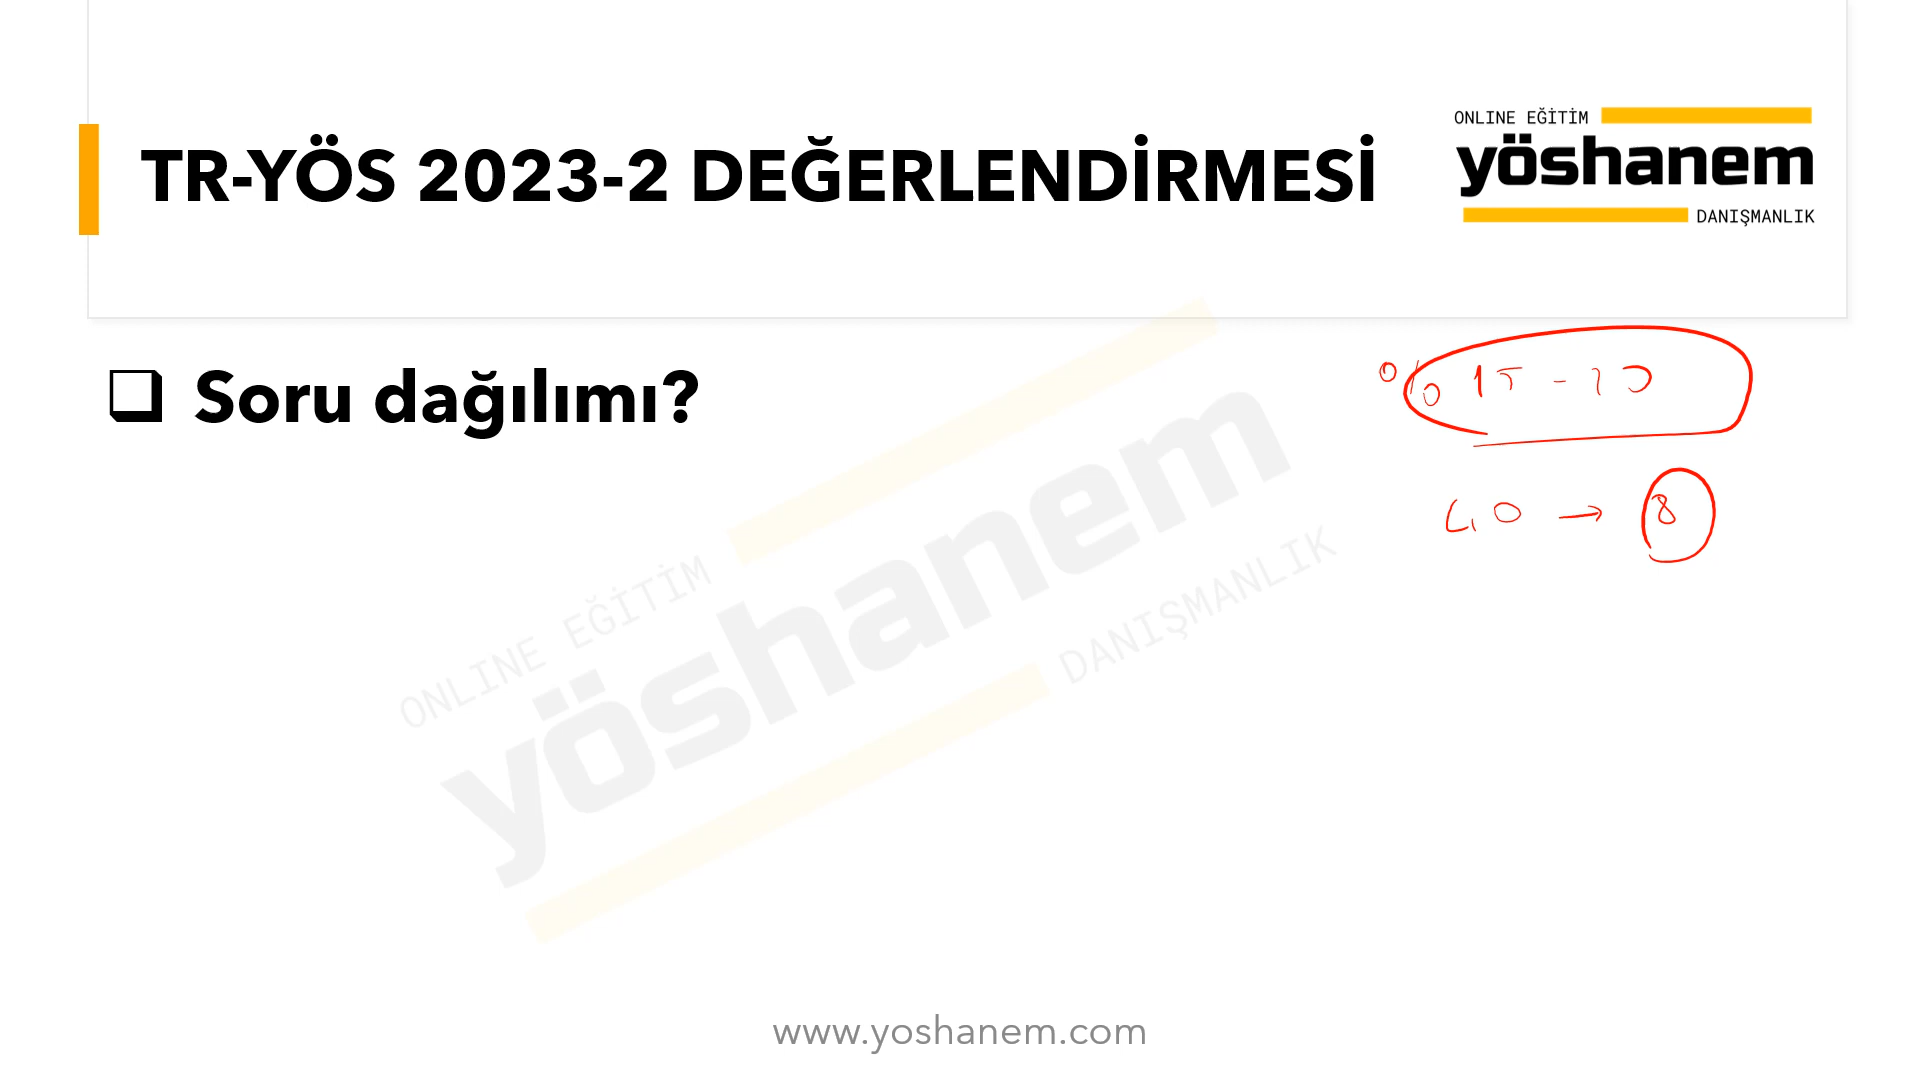 ONLINE EĞİTİM
yöshanem
DANIŞMANLIK
TR-YÖS 2023-2 DEĞERLENDİRMESİ
Soru dağılımı?
% 15 - 20
40 → 8
ONLINE EĞİTİM
yöshanem
DANIŞMANLIK
www.yoshanem.com